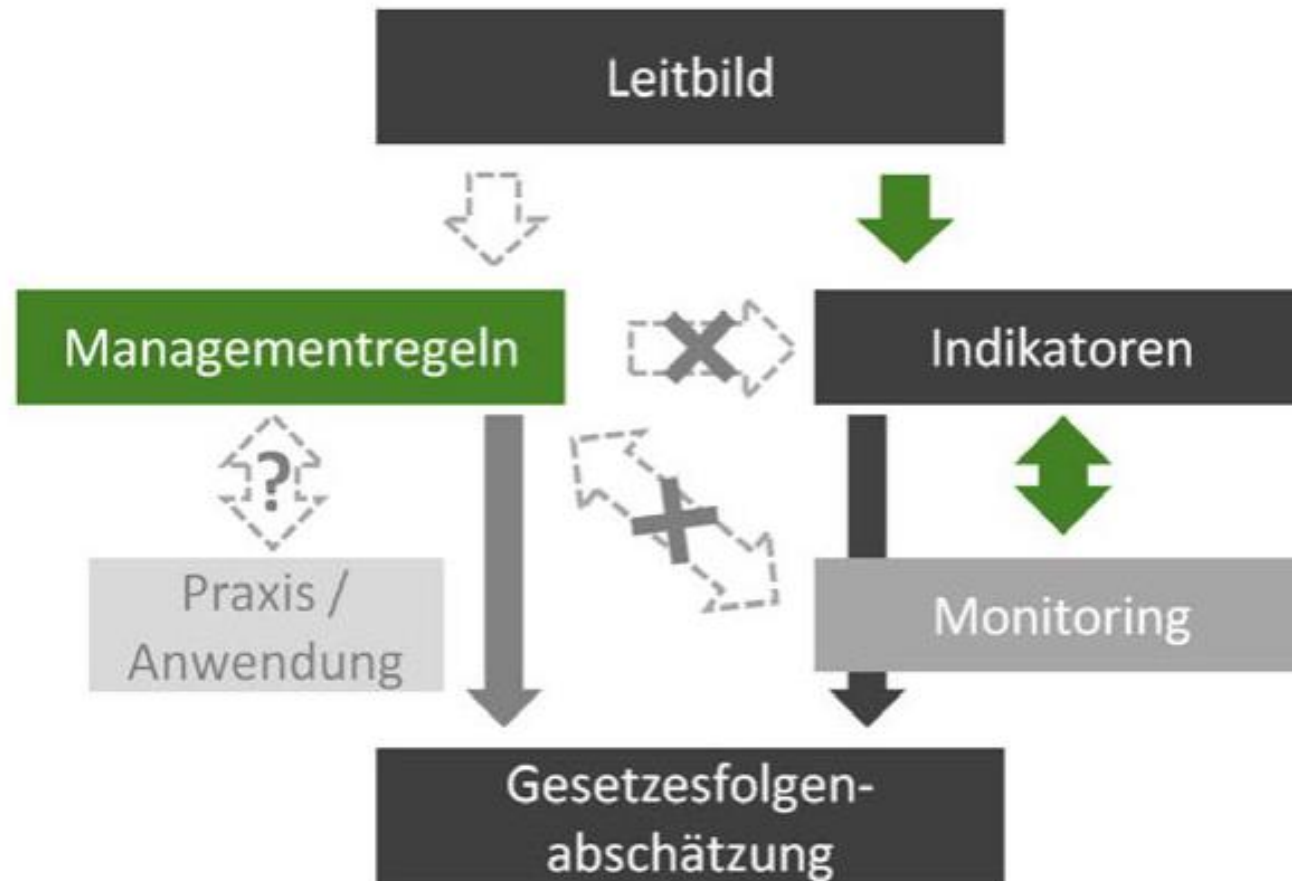 Leitbild
Managementregeln
Indikatoren
?
Praxis /
Anwendung
Monitoring
Gesetzesfolgen-
abschätzung